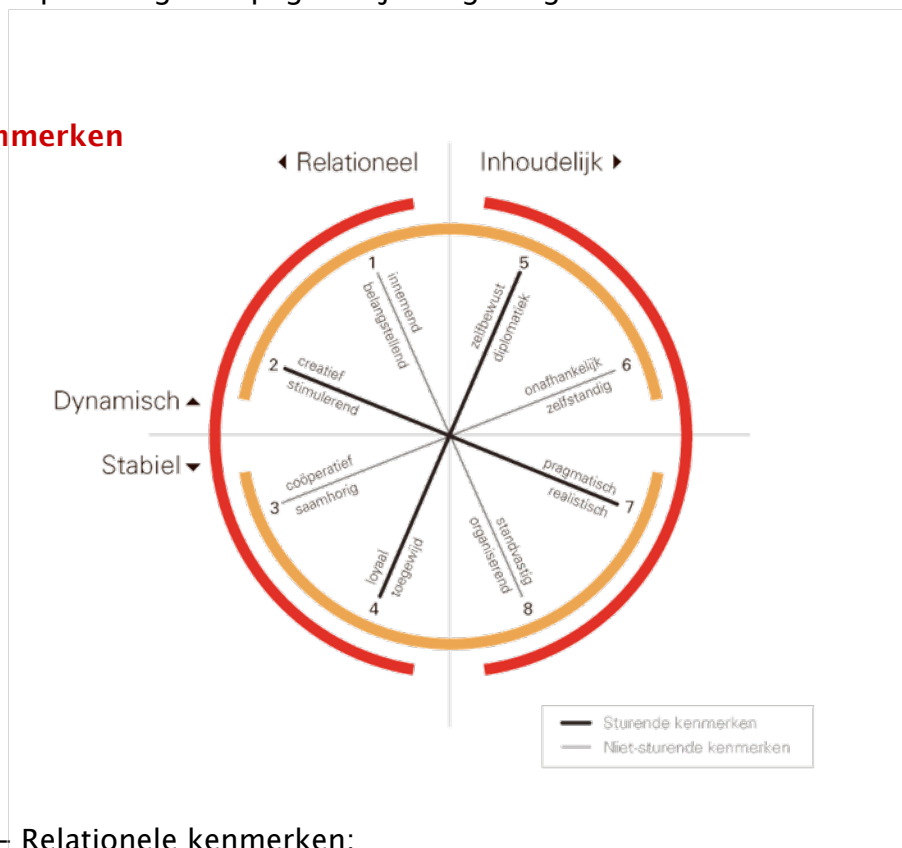 nmerken
Relationeel
Inhoudelijk
1
innemend
belangstellend
5
zelfbewust
diplomatiek
2
creatief
stimulerend
6
onafhankelijk
zelfstandig
Dynamisch
Stabiel
3
coöperatief
saamhorig
7
pragmatisch
realistisch
4
loyaal
toegewijd
8
standvastig
organiserend
Sturende kenmerken
Niet-sturende kenmerken
– Relationele kenmerken: